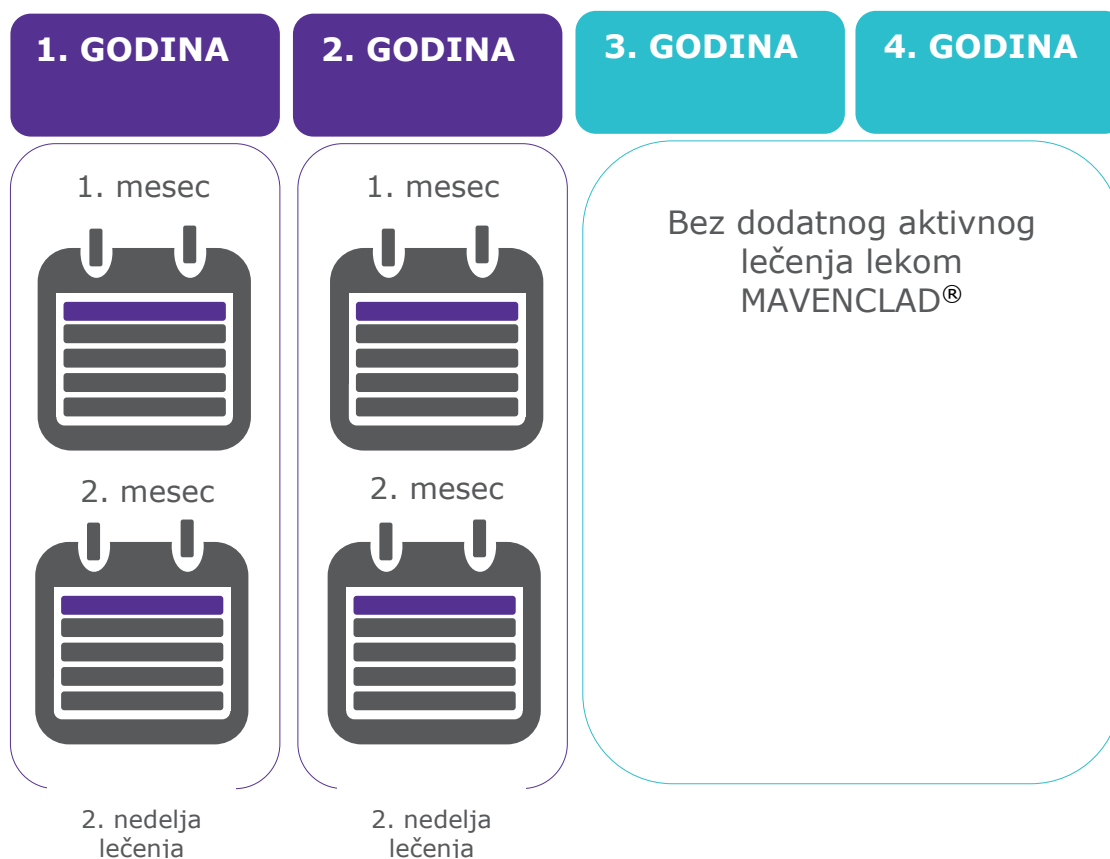 1. GODINA
2. GODINA
3. GODINA
4. GODINA
1. mesec
2. mesec
2. nedelja
lečenja
1. mesec
2. mesec
2. nedelja
lečenja
Bez dodatnog aktivnog
lečenja lekom
MAVENCLAD®